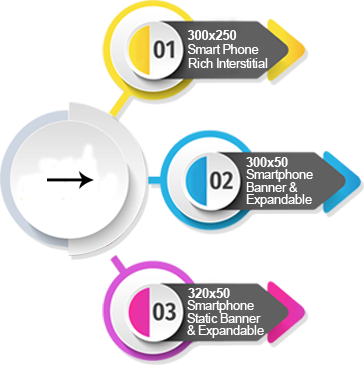 01
300x250
Smart Phone
Rich Interstitial
02
300x50
Smartphone
Banner &
Expandable
03
320x50
Smartphone
Static Banner
& Expandable